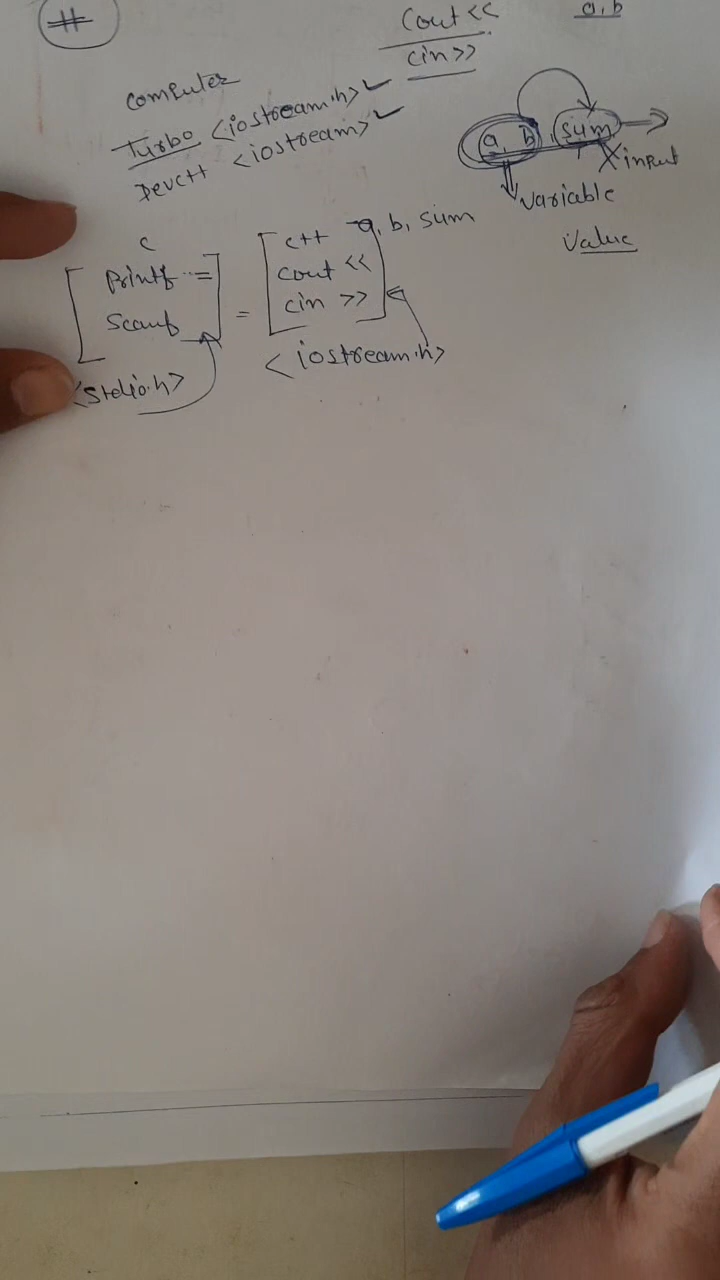 #
Cout <<
a, b
cin >>
Computer
Turbo <iostream.h> ✓
Devc++ <iostream> ✓
a, b, sum
X input
variable
Value
C
Printf
Scanf
<stdio.h>
=
C++ a, b, sum
cout <<
cin >>
<iostream.h>